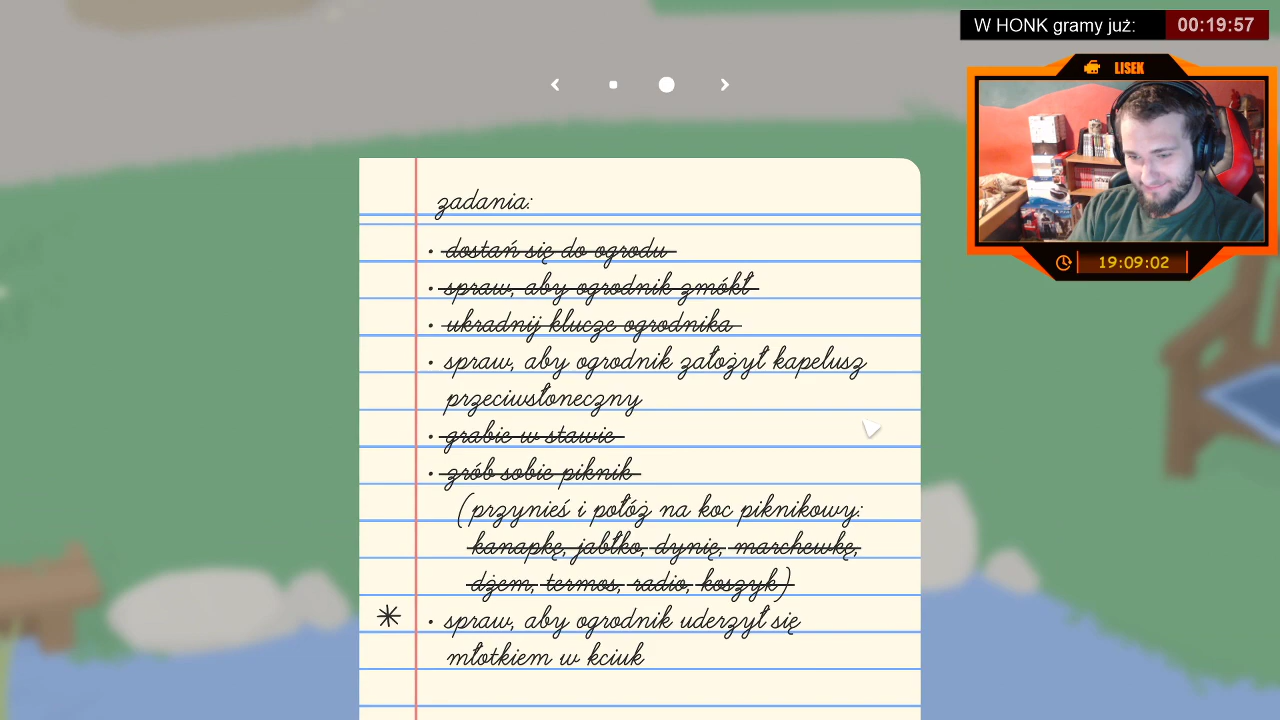 W HONK gramy już: 00:19:57
LISEK
19:09:02
zadania:
• dostań się do ogrodu
• spraw, aby ogrodnik zmókł
• ukradnij klucze ogrodnika
• spraw, aby ogrodnik założył kapelusz
przeciwsłoneczny
• grabie w stawie
• zrób sobie piknik
(przynieś i połóż na koc piknikowy:
kanapkę, jabłko, dynię, marchewkę,
dżem, termos, radio, koszyk)
• spraw, aby ogrodnik uderzył się
młotkiem w kciuk